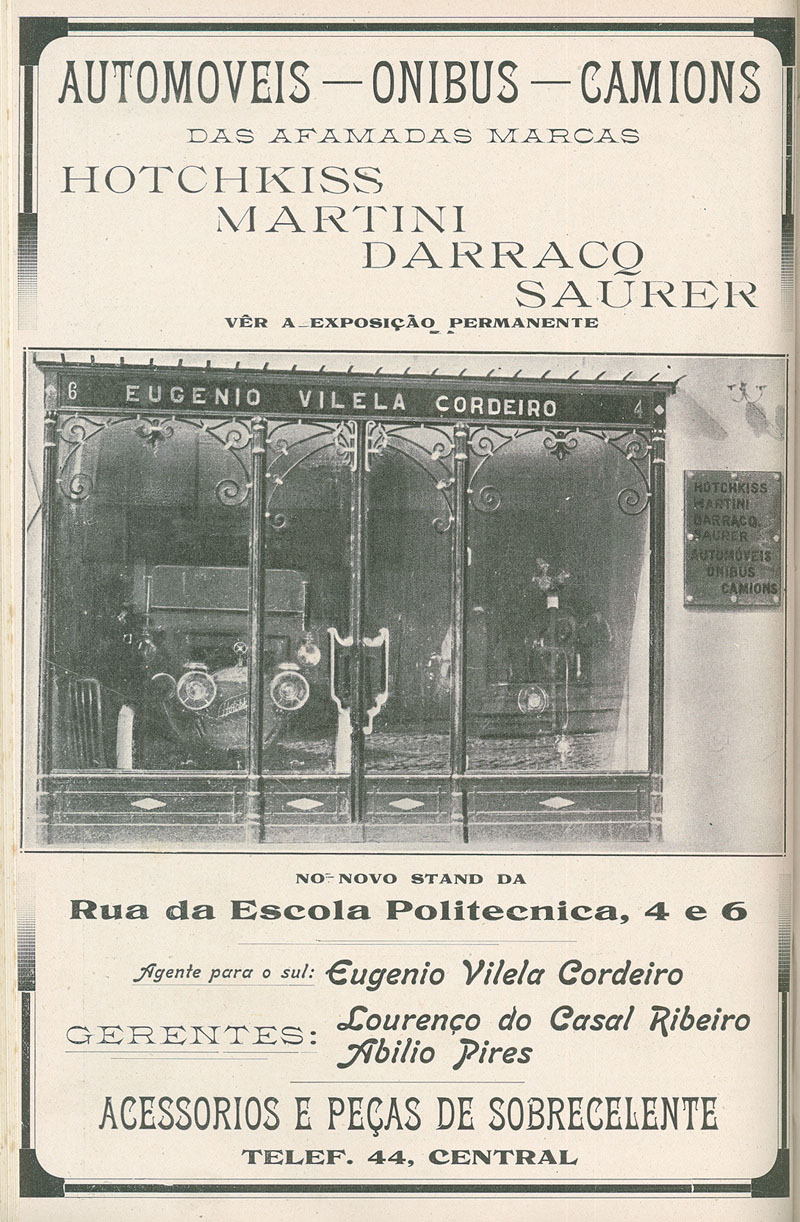 AUTOMOVEIS — ONIBUS — CAMIONS
DAS AFAMADAS MARCAS
HOTCHKISS
MARTINI
DARRACQ
SAURER
VÊR A EXPOSIÇÃO PERMANENTE
6 EUGENIO VILELA CORDEIRO 4
HOTCHKISS
MARTINI
DARRACQ
SAURER
AUTOMÓVEIS
ONIBUS
CAMIONS
NO NOVO STAND DA
Rua da Escola Politecnica, 4 e 6
Agente para o sul: Eugenio Vilela Cordeiro
GERENTES: Lourenço do Casal Ribeiro
Abilio Pires
ACESSORIOS E PEÇAS DE SOBRECELENTE
TELEF. 44, CENTRAL